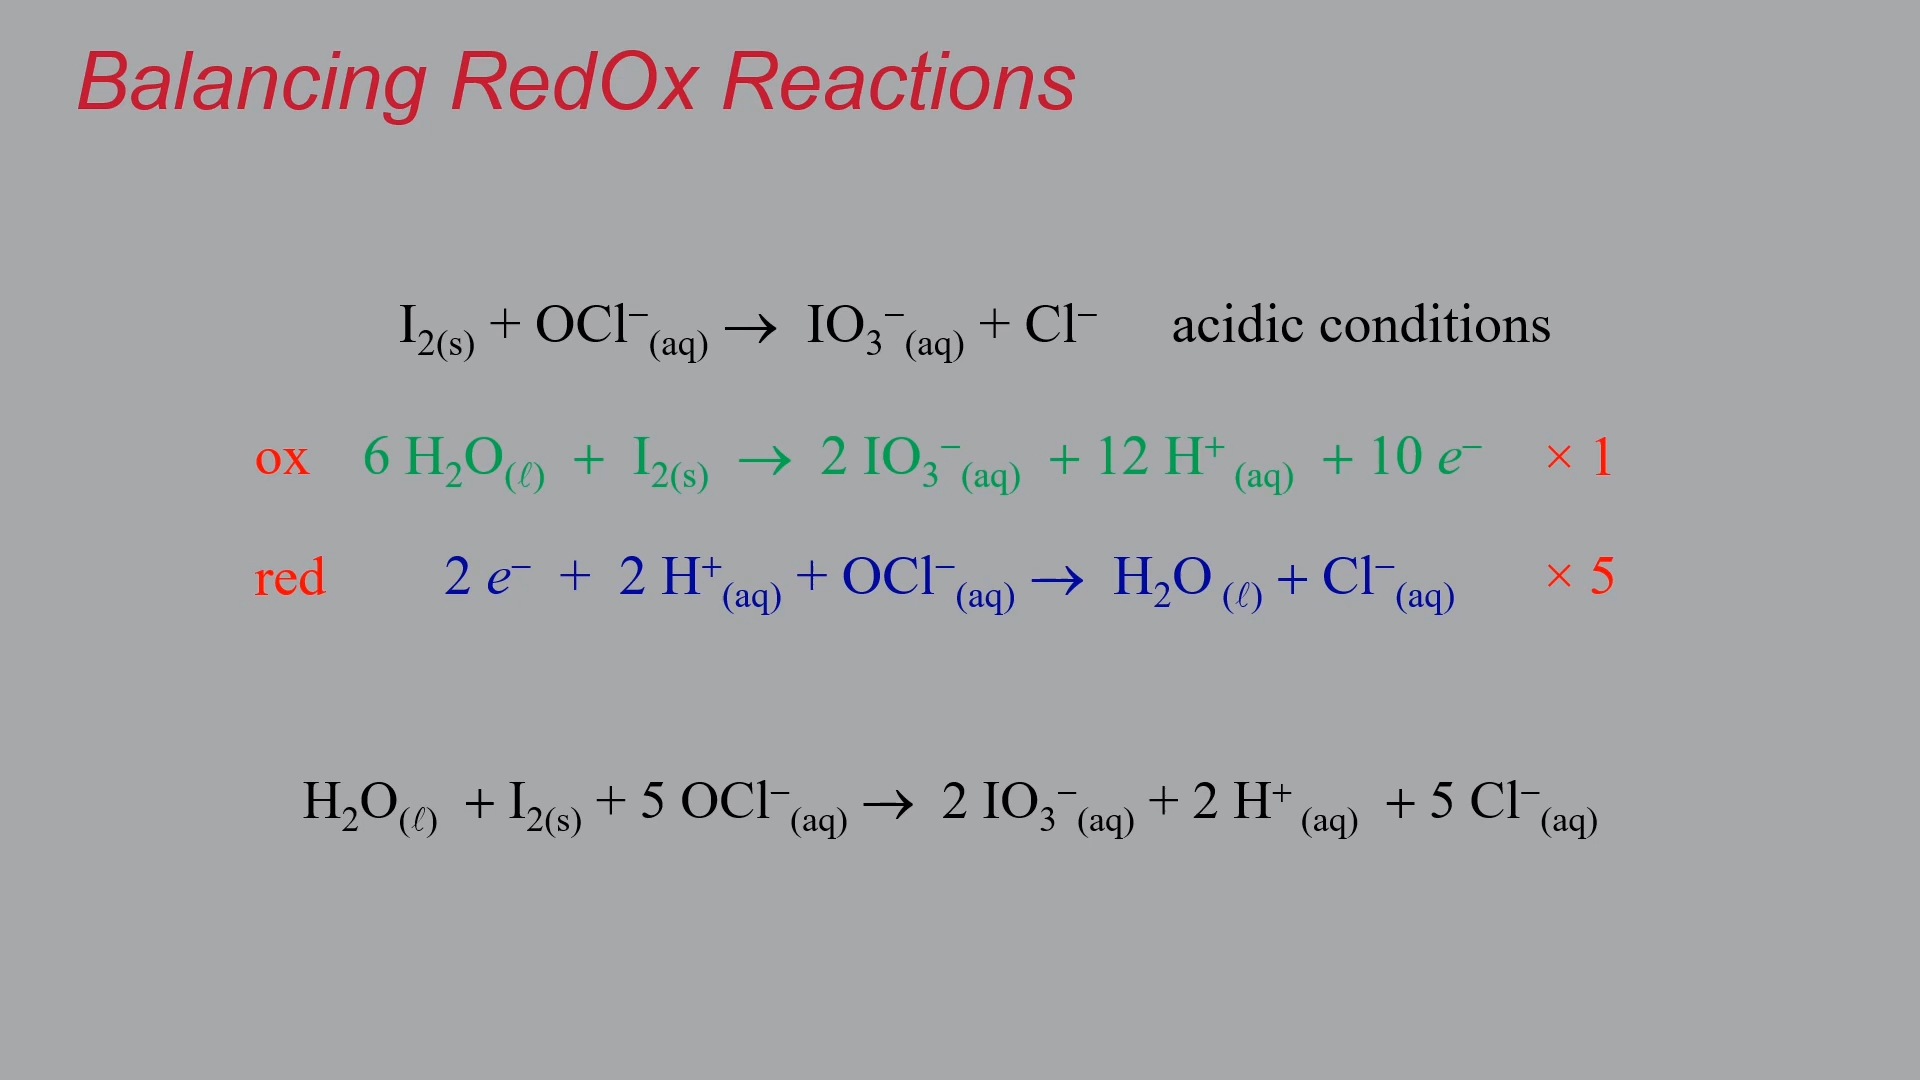 Balancing RedOx Reactions
I₂₍ₛ₎ + OCl⁻(aq) → IO₃⁻(aq) + Cl⁻ acidic conditions
ox 6 H₂O(ℓ) + I₂(s) → 2 IO₃⁻(aq) + 12 H⁺(aq) + 10 e⁻ × 1
red 2 e⁻ + 2 H⁺(aq) + OCl⁻(aq) → H₂O(ℓ) + Cl⁻(aq) × 5
H₂O(ℓ) + I₂(s) + 5 OCl⁻(aq) → 2 IO₃⁻(aq) + 2 H⁺(aq) + 5 Cl⁻(aq)